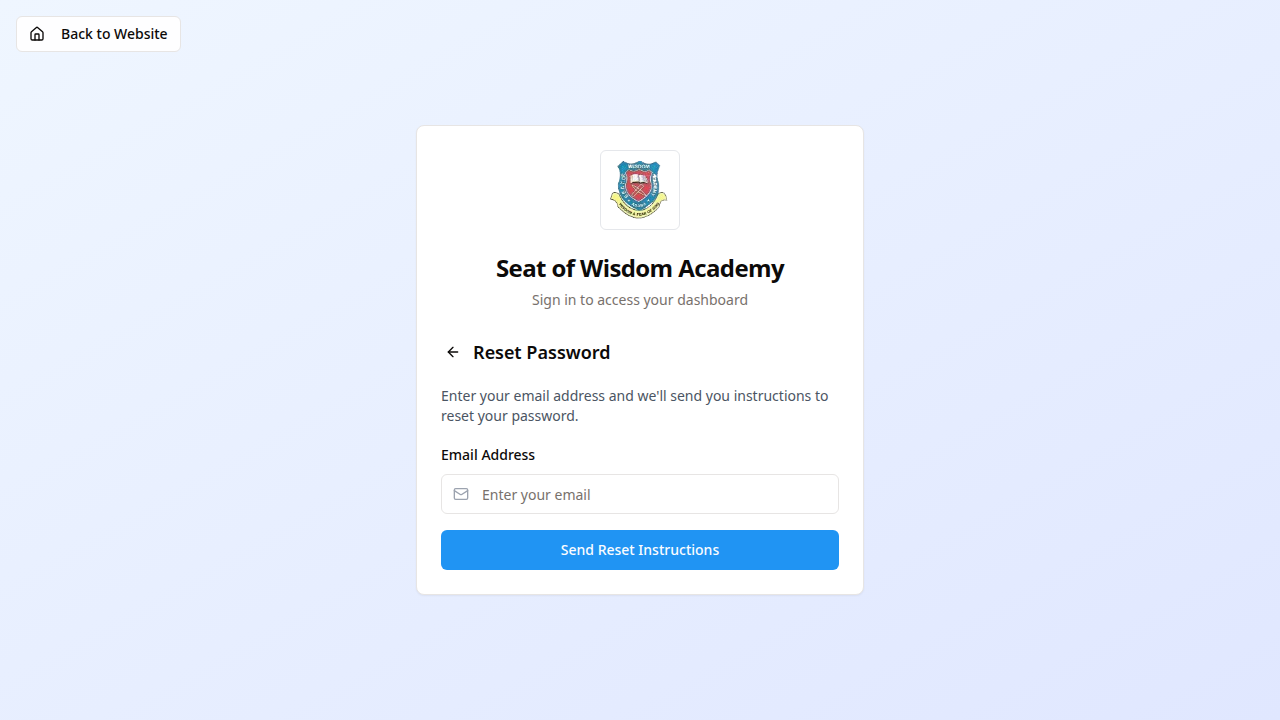 Back to Website
WISDOM
Seat of Wisdom Academy
Sign in to access your dashboard
Reset Password
Enter your email address and we'll send you instructions to
reset your password.
Email Address
Enter your email
Send Reset Instructions